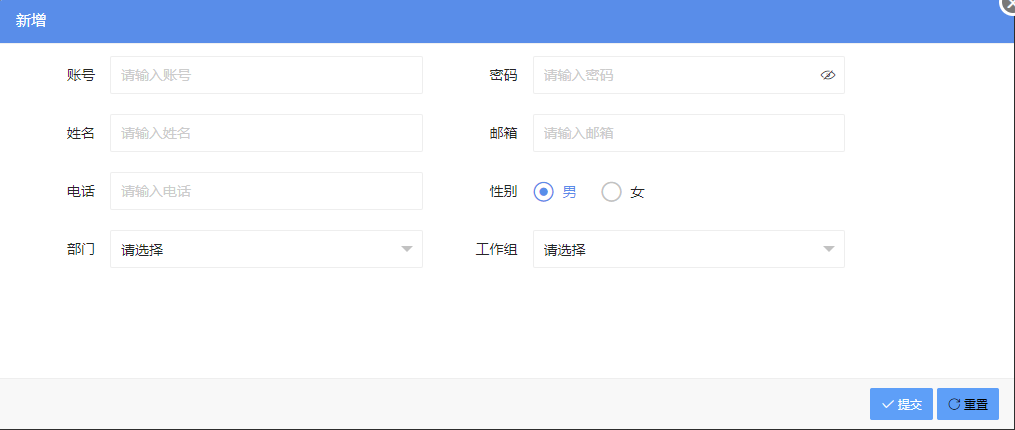 新增
账号 请输入账号 密码 请输入密码
姓名 请输入姓名 邮箱 请输入邮箱
电话 请输入电话 性别 男 女
部门 请选择 工作组 请选择
提交 重置